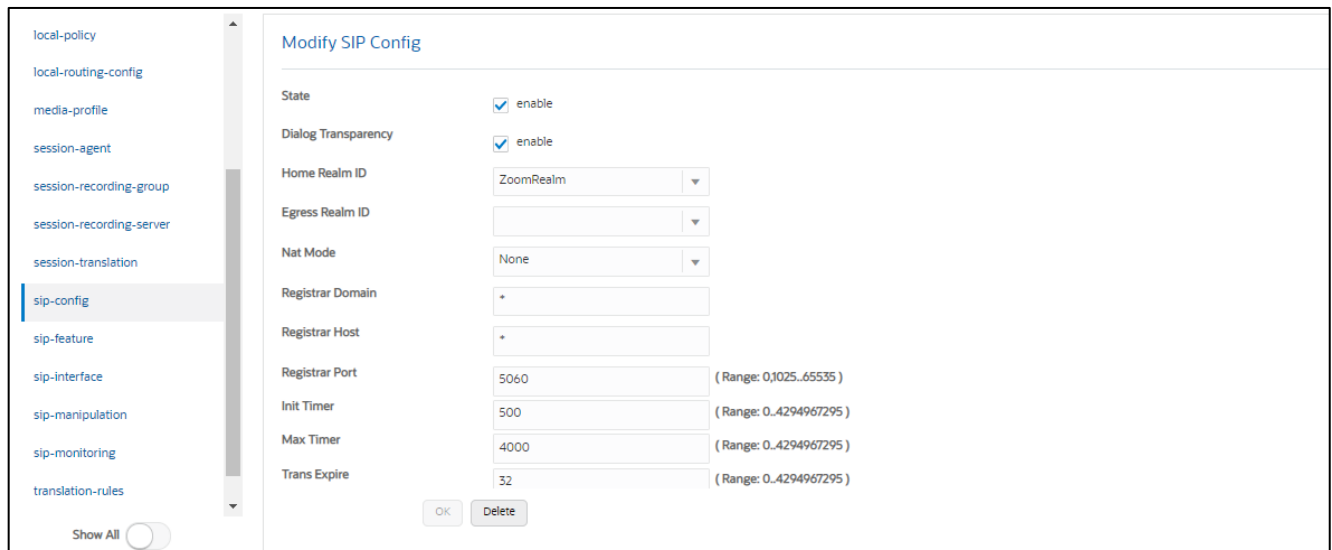 local-policy
local-routing-config
media-profile
session-agent
session-recording-group
session-recording-server
session-translation
sip-config
sip-feature
sip-interface
sip-manipulation
sip-monitoring
translation-rules
Show All
Modify SIP Config
State enable
Dialog Transparency enable
Home Realm ID ZoomRealm
Egress Realm ID
Nat Mode None
Registrar Domain *
Registrar Host *
Registrar Port 5060 ( Range: 0,1025..65535 )
Init Timer 500 ( Range: 0..4294967295 )
Max Timer 4000 ( Range: 0..4294967295 )
Trans Expire 32 ( Range: 0..4294967295 )
OK Delete